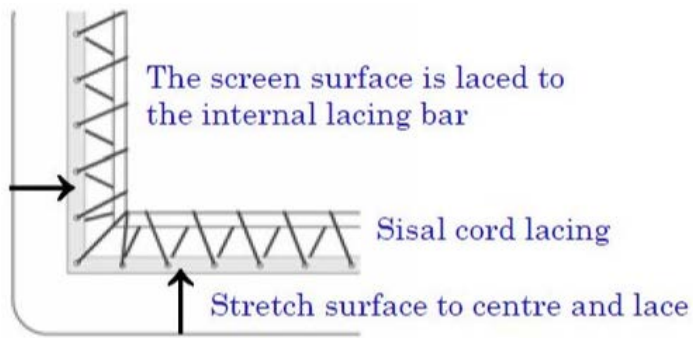 The screen surface is laced to
the internal lacing bar
Sisal cord lacing
Stretch surface to centre and lace